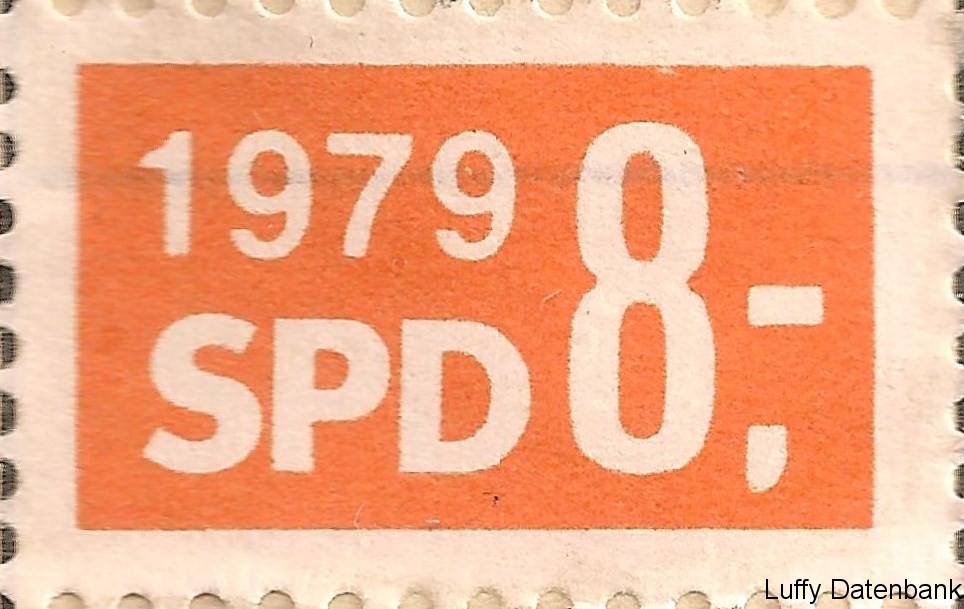 1979
SPD
8,-
Luffy Datenbank